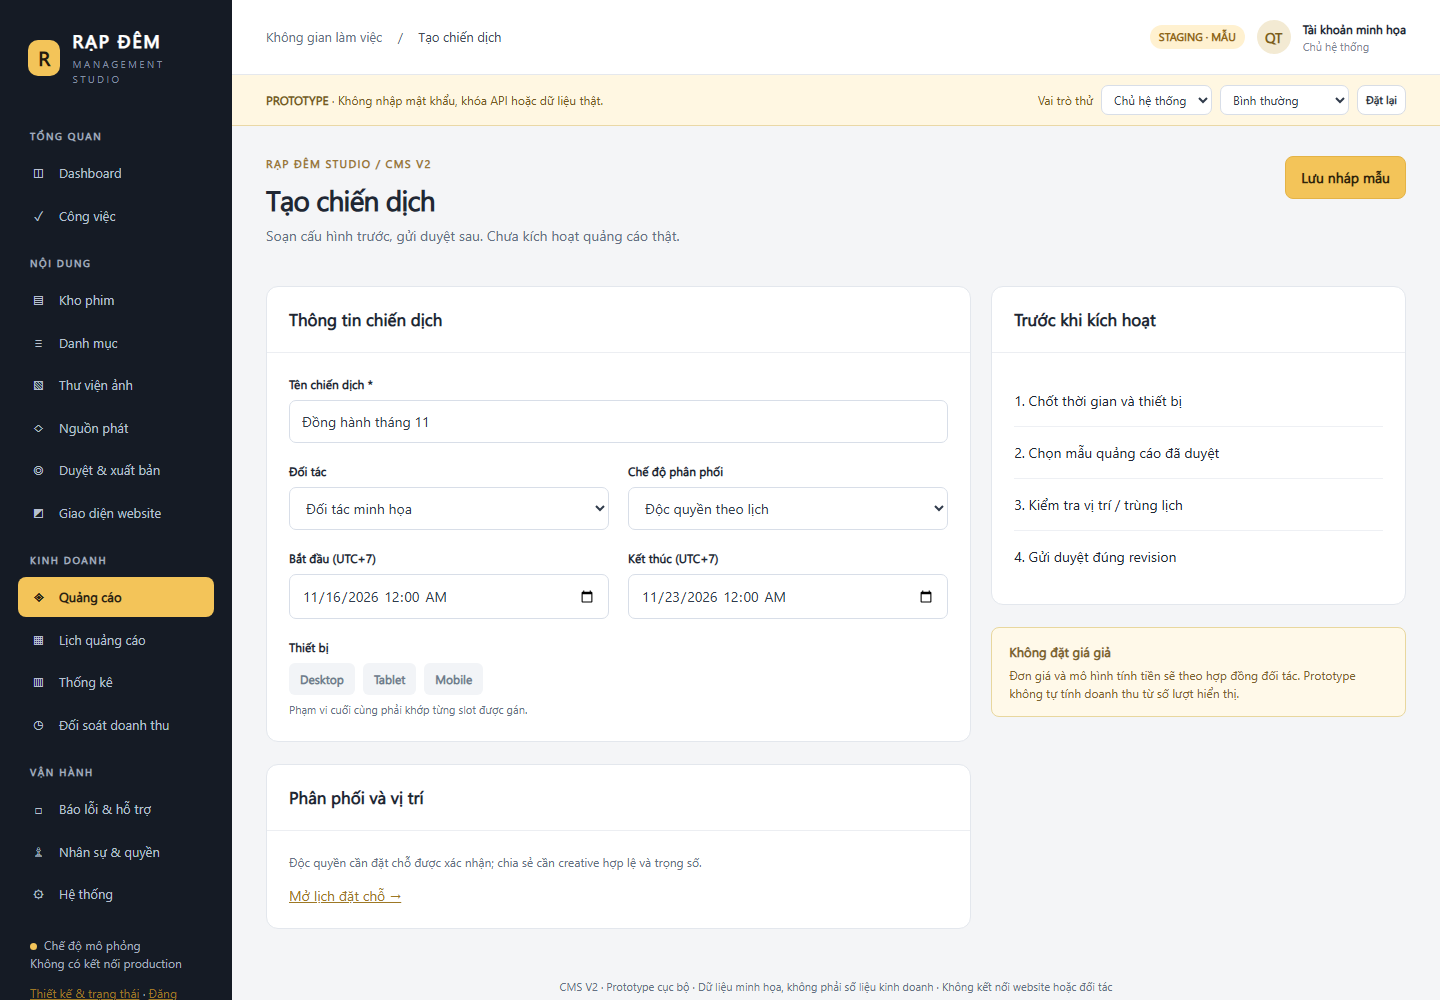 R
RẠP ĐÊM
MANAGEMENT
STUDIO
TỔNG QUAN
Dashboard
Công việc
NỘI DUNG
Kho phim
Danh mục
Thư viện ảnh
Nguồn phát
Duyệt & xuất bản
Giao diện website
KINH DOANH
Quảng cáo
Lịch quảng cáo
Thống kê
Đối soát doanh thu
VẬN HÀNH
Báo lỗi & hỗ trợ
Nhân sự & quyền
Hệ thống
Chế độ mô phỏng
Không có kết nối production
Thiết kế & trạng thái · Đăng
Không gian làm việc / Tạo chiến dịch
STAGING · MẪU
QT
Tài khoản minh họa
Chủ hệ thống
PROTOTYPE · Không nhập mật khẩu, khóa API hoặc dữ liệu thật.
Vai trò thử
Chủ hệ thống
Bình thường
Đặt lại
RẠP ĐÊM STUDIO / CMS V2
Tạo chiến dịch
Soạn cấu hình trước, gửi duyệt sau. Chưa kích hoạt quảng cáo thật.
Lưu nháp mẫu
Thông tin chiến dịch
Tên chiến dịch *
Đồng hành tháng 11
Đối tác
Chế độ phân phối
Đối tác minh họa
Độc quyền theo lịch
Bắt đầu (UTC+7)
Kết thúc (UTC+7)
11/16/2026 12:00 AM
11/23/2026 12:00 AM
Thiết bị
Desktop
Tablet
Mobile
Phạm vi cuối cùng phải khớp từng slot được gán.
Phân phối và vị trí
Độc quyền cần đặt chỗ được xác nhận; chia sẻ cần creative hợp lệ và trọng số.
Mở lịch đặt chỗ →
Trước khi kích hoạt
1. Chốt thời gian và thiết bị
2. Chọn mẫu quảng cáo đã duyệt
3. Kiểm tra vị trí / trùng lịch
4. Gửi duyệt đúng revision
Không đặt giá giả
Đơn giá và mô hình tính tiền sẽ theo hợp đồng đối tác. Prototype
không tự tính doanh thu từ số lượt hiển thị.
CMS V2 · Prototype cục bộ · Dữ liệu minh họa, không phải số liệu kinh doanh · Không kết nối website hoặc đối tác